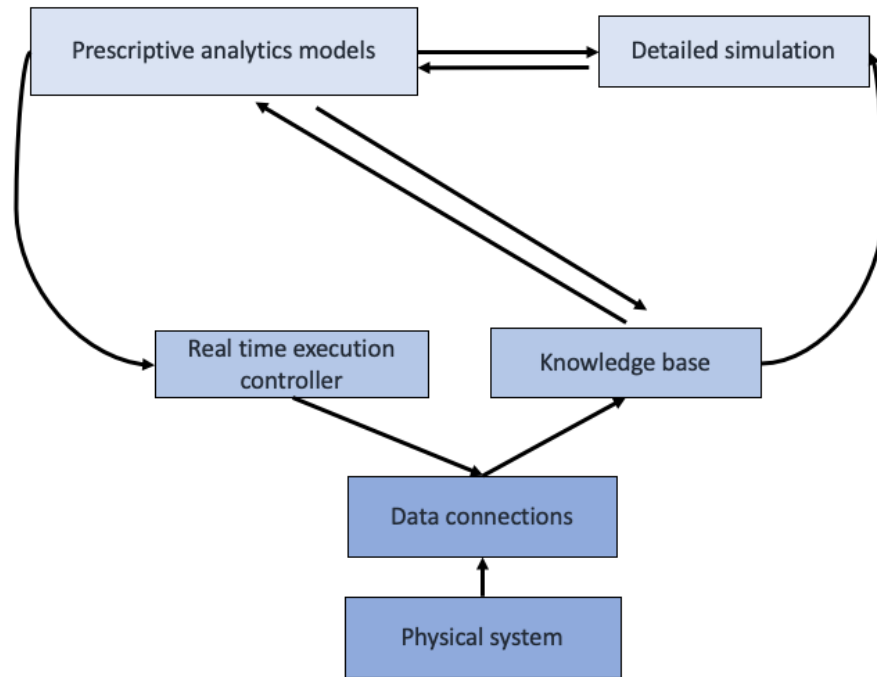 Prescriptive analytics models
Detailed simulation
Real time execution
controller
Knowledge base
Data connections
Physical system